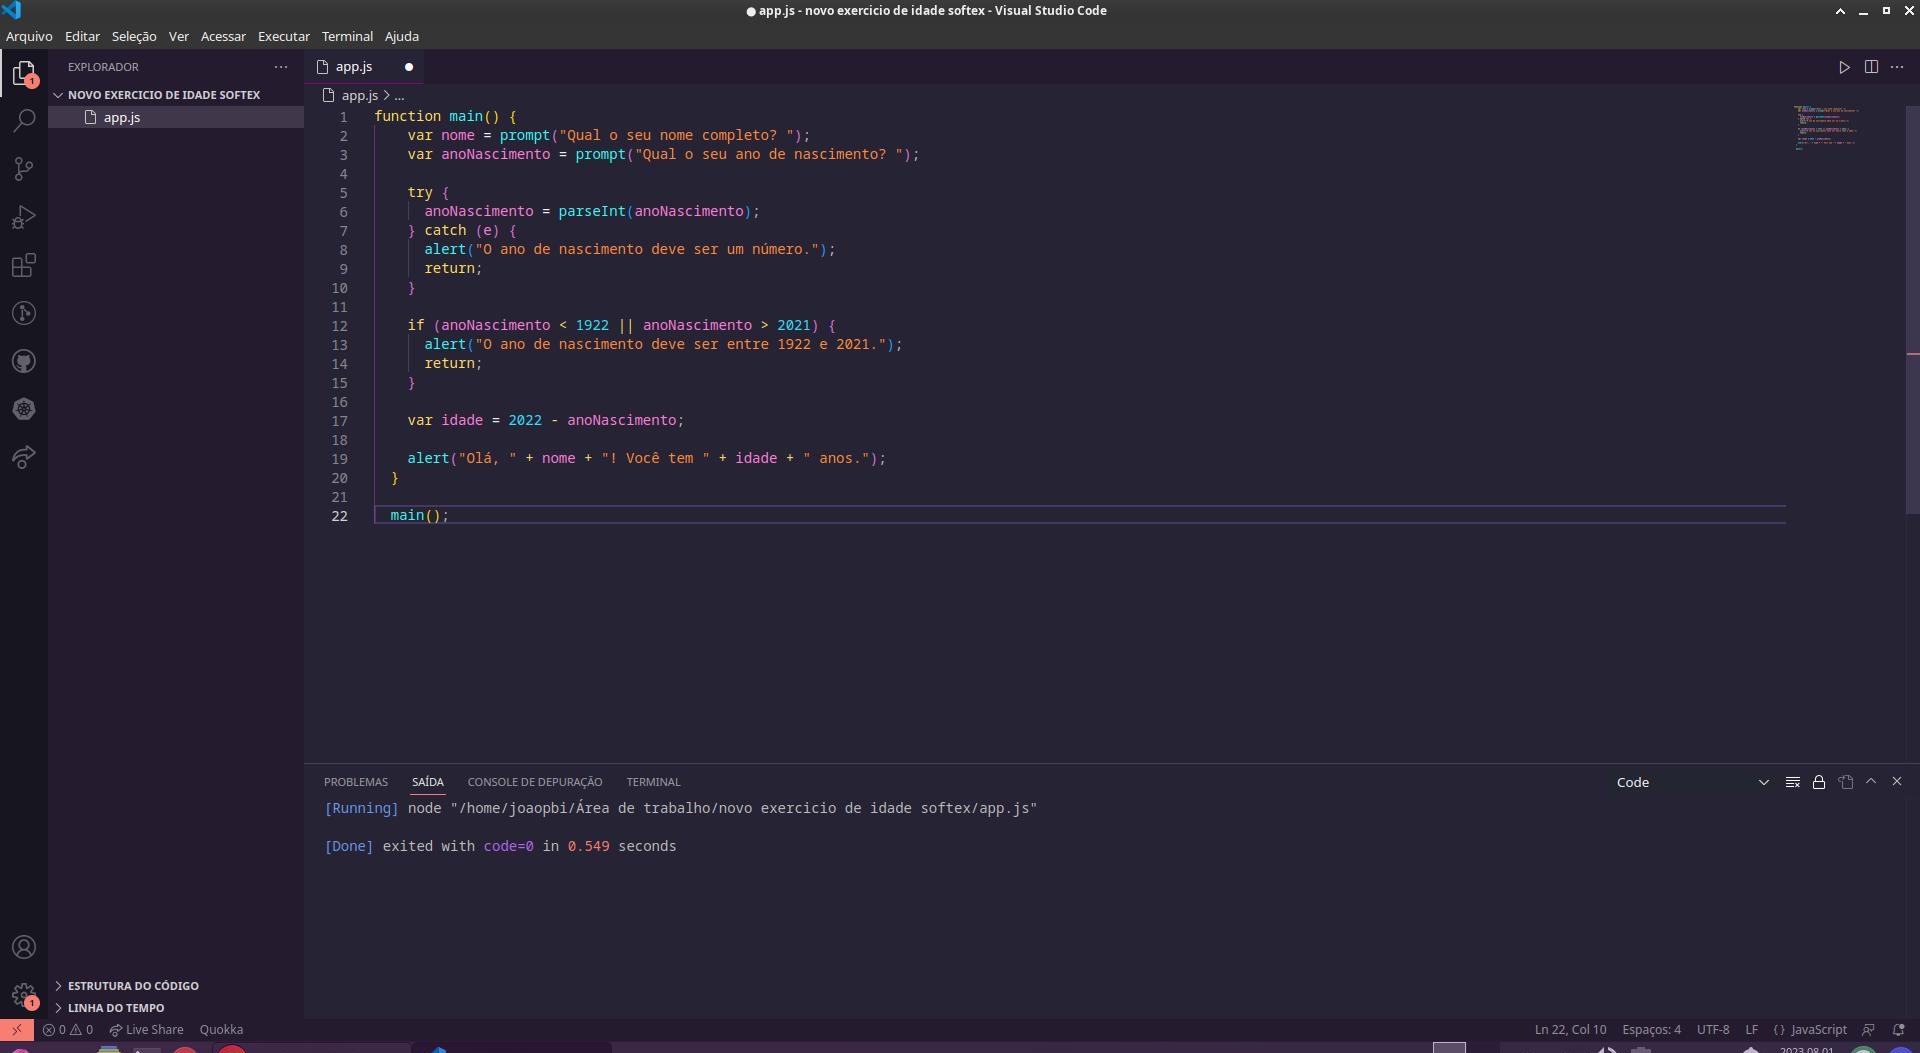 app.js - novo exercicio de idade softex - Visual Studio Code
Arquivo Editar Seleção Ver Acessar Executar Terminal Ajuda
EXPLORADOR
1
NOVO EXERCICIO DE IDADE SOFTEX
app.js
app.js
app.js > ...
1 function main() {
2 var nome = prompt("Qual o seu nome completo? ");
3 var anoNascimento = prompt("Qual o seu ano de nascimento? ");
4
5 try {
6 anoNascimento = parseInt(anoNascimento);
7 } catch (e) {
8 alert("O ano de nascimento deve ser um número.");
9 return;
10 }
11
12 if (anoNascimento < 1922 || anoNascimento > 2021) {
13 alert("O ano de nascimento deve ser entre 1922 e 2021.");
14 return;
15 }
16
17 var idade = 2022 - anoNascimento;
18
19 alert("Olá, " + nome + "! Você tem " + idade + " anos.");
20 }
21
22 main();
PROBLEMAS SAÍDA CONSOLE DE DEPURAÇÃO TERMINAL Code
[Running] node "/home/joaopbi/Área de trabalho/novo exercicio de idade softex/app.js"
[Done] exited with code=0 in 0.549 seconds
ESTRUTURA DO CÓDIGO
1
LINHA DO TEMPO
0 0 Live Share Quokka Ln 22, Col 10 Espaços: 4 UTF-8 LF {} JavaScript
2023 08 01